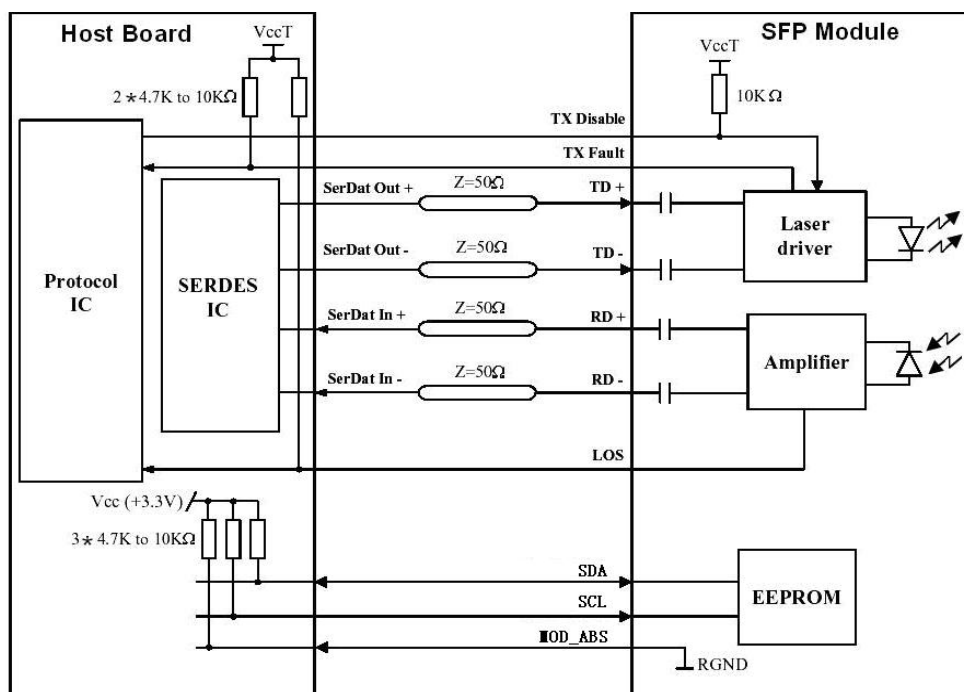 Host Board
SFP Module
VccT
VccT
2*4.7K to 10KΩ
10KΩ
TX Disable
TX Fault
SerDat Out +
Z=50Ω
TD +
Laser driver
SerDat Out -
Z=50Ω
TD -
Protocol IC
SERDES IC
SerDat In +
Z=50Ω
RD +
Amplifier
SerDat In -
Z=50Ω
RD -
LOS
Vcc (+3.3V)
3*4.7K to 10KΩ
SDA
EEPROM
SCL
MOD_ABS
RGND